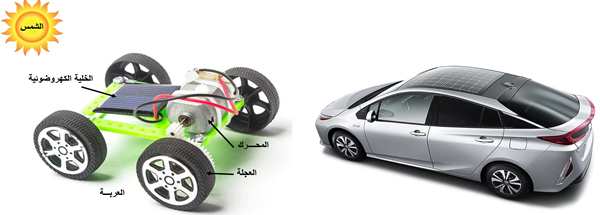 الشمس
الخلية الكهروضوئية
المحرك
العجلة
العربة